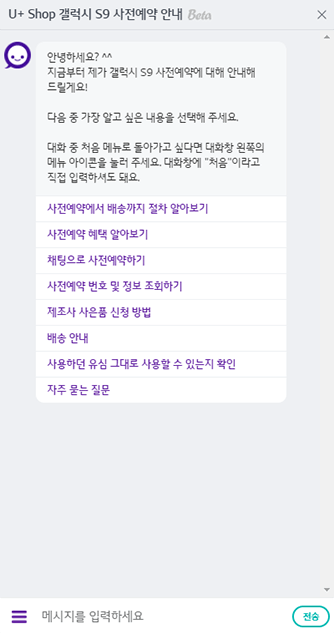 U+ Shop 갤럭시 S9 사전예약 안내 Beta
안녕하세요? ^^
지금부터 제가 갤럭시 S9 사전예약에 대해 안내해
드릴게요!
다음 중 가장 알고 싶은 내용을 선택해 주세요.
대화 중 처음 메뉴로 돌아가고 싶다면 대화창 왼쪽의
메뉴 아이콘을 눌러 주세요. 대화창에 "처음"이라고
직접 입력하셔도 돼요.
사전예약에서 배송까지 절차 알아보기
사전예약 혜택 알아보기
채팅으로 사전예약하기
사전예약 번호 및 정보 조회하기
제조사 사은품 신청 방법
배송 안내
사용하던 유심 그대로 사용할 수 있는지 확인
자주 묻는 질문
메시지를 입력하세요
전송